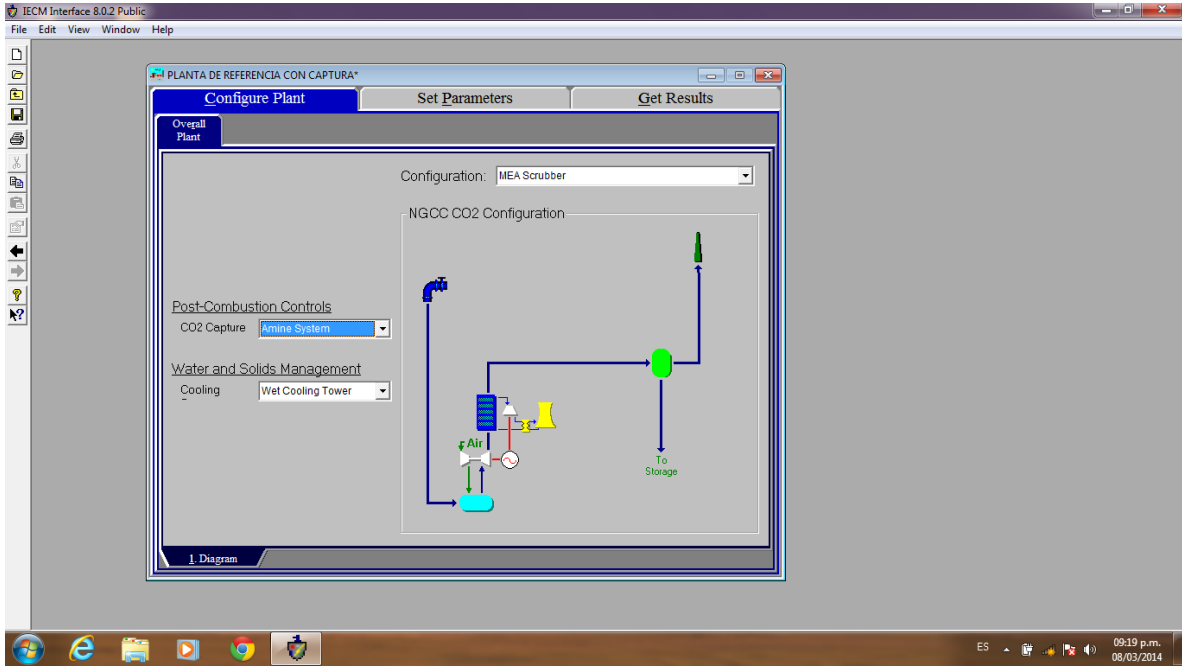 IECM Interface 8.0.2 Public
File Edit View Window Help
PLANTA DE REFERENCIA CON CAPTURA*
Configure Plant Set Parameters Get Results
Overall
Plant
Configuration: MEA Scrubber
NGCC CO2 Configuration
Post-Combustion Controls
CO2 Capture Amine System
Water and Solids Management
Cooling Wet Cooling Tower
Air
To
Storage
1. Diagram
ES
09:19 p.m.
08/03/2014